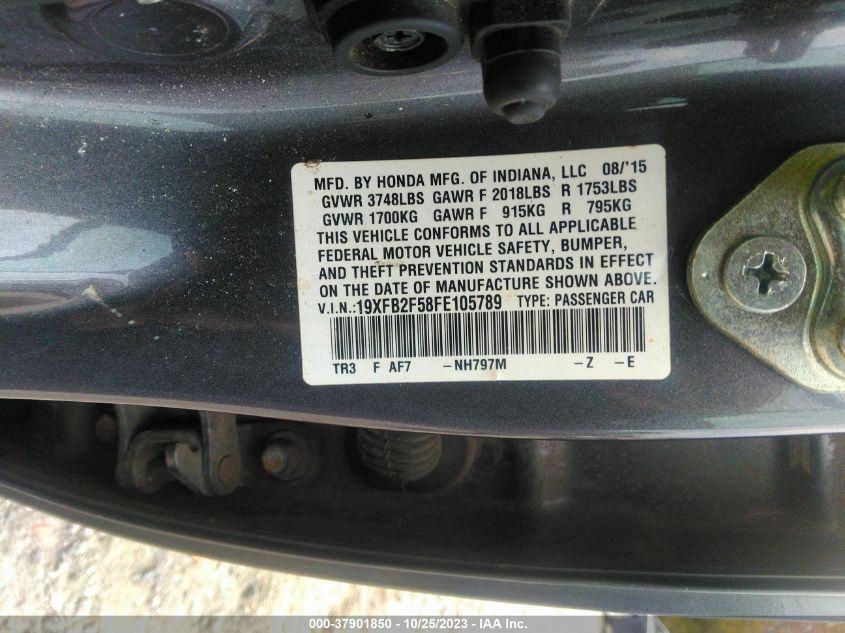 MFD. BY HONDA MFG. OF INDIANA, LLC 08/'15
GVWR 3748LBS GAWR F 2018LBS R 1753LBS
GVWR 1700KG GAWR F 915KG R 795KG
THIS VEHICLE CONFORMS TO ALL APPLICABLE
FEDERAL MOTOR VEHICLE SAFETY, BUMPER,
AND THEFT PREVENTION STANDARDS IN EFFECT
ON THE DATE OF MANUFACTURE SHOWN ABOVE.
V.I.N.:19XFB2F58FE105789 TYPE: PASSENGER CAR
TR3 F AF7 -NH797M -Z -E
000-37901850 - 10/25/2023 - IAA Inc.